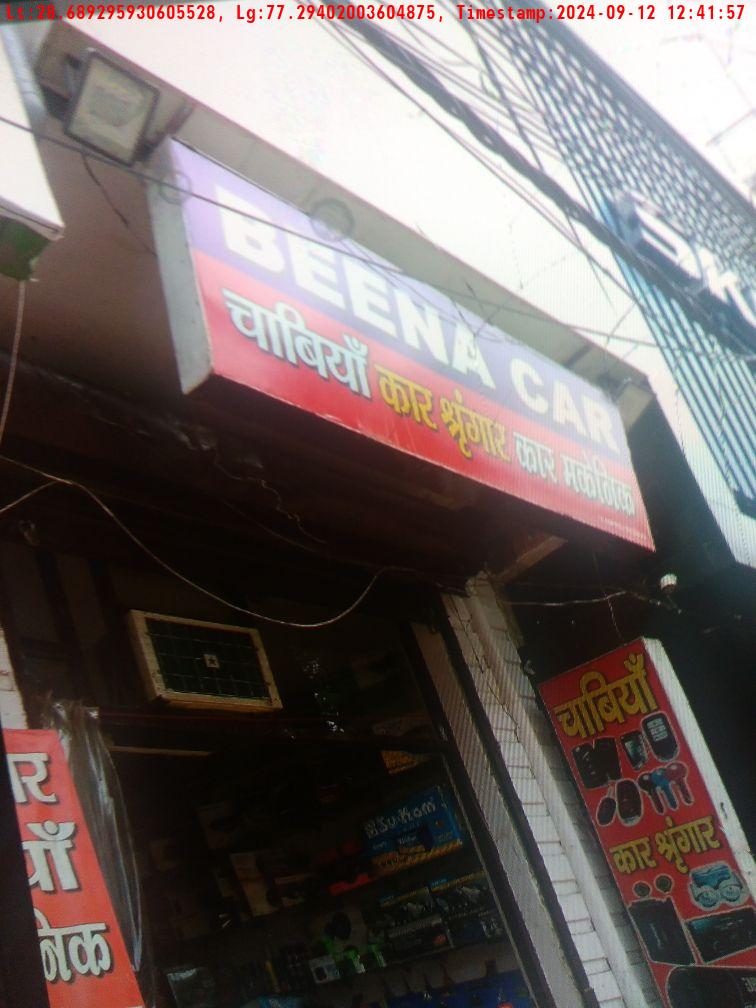 Lt:28.689295930605528, Lg:77.29402003604875, Timestamp:2024-09-12 12:41:57
BEENA CAR
चाबियाँ कार श्रृंगार कार मकेनिक
चाबियाँ
कार श्रृंगार